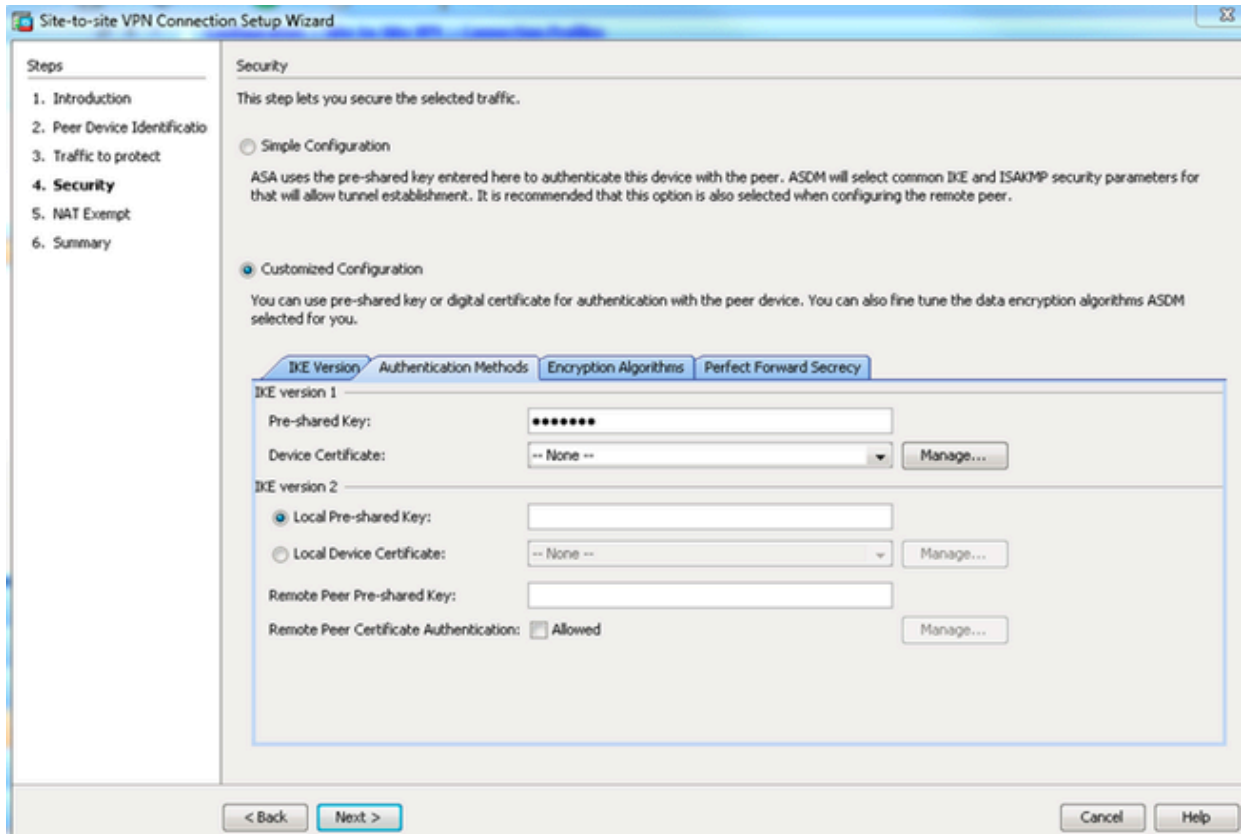 Site-to-site VPN Connection Setup Wizard
Steps
1. Introduction
2. Peer Device Identificatio
3. Traffic to protect
4. Security
5. NAT Exempt
6. Summary
Security
This step lets you secure the selected traffic.
Simple Configuration
ASA uses the pre-shared key entered here to authenticate this device with the peer. ASDM will select common IKE and ISAKMP security parameters for
that will allow tunnel establishment. It is recommended that this option is also selected when configuring the remote peer.
Customized Configuration
You can use pre-shared key or digital certificate for authentication with the peer device. You can also fine tune the data encryption algorithms ASDM
selected for you.
IKE Version Authentication Methods Encryption Algorithms Perfect Forward Secrecy
IKE version 1
Pre-shared Key: •••••••
Device Certificate: -- None -- Manage...
IKE version 2
Local Pre-shared Key:
Local Device Certificate: -- None -- Manage...
Remote Peer Pre-shared Key:
Remote Peer Certificate Authentication: Allowed Manage...
< Back Next > Cancel Help